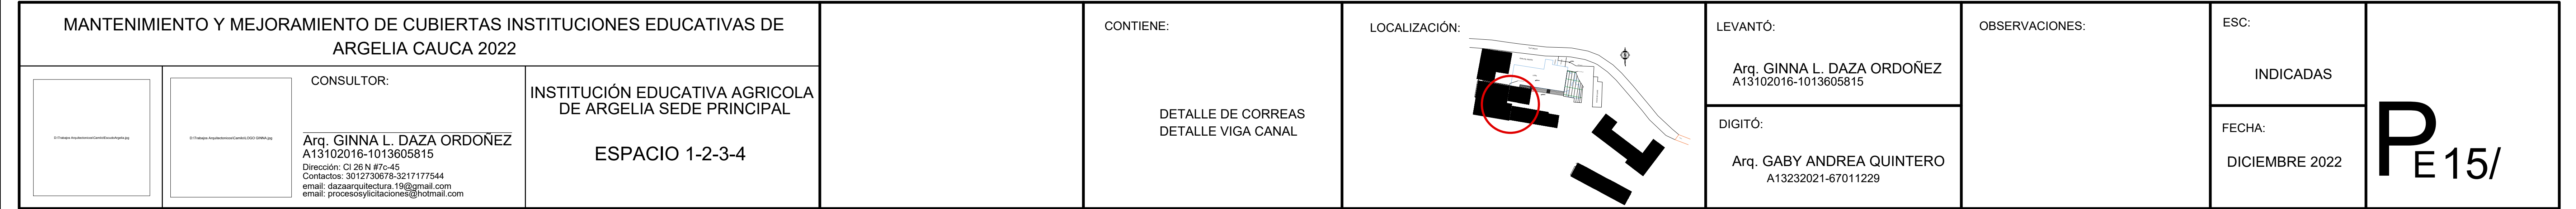 MANTENIMIENTO Y MEJORAMIENTO DE CUBIERTAS INSTITUCIONES EDUCATIVAS DE
ARGELIA CAUCA 2022
CONSULTOR:
Arq. GINNA L. DAZA ORDOÑEZ
A13102016-1013605815
Dirección: Cl 26 N #7c-45
Contactos: 3012730678-3217177544
email: dazaarquitectura.19@gmail.com
email: procesosylicitaciones@hotmail.com
INSTITUCIÓN EDUCATIVA AGRICOLA
DE ARGELIA SEDE PRINCIPAL
ESPACIO 1-2-3-4
CONTIENE:
DETALLE DE CORREAS
DETALLE VIGA CANAL
LOCALIZACIÓN:
LEVANTÓ:
Arq. GINNA L. DAZA ORDOÑEZ
A13102016-1013605815
DIGITÓ:
Arq. GABY ANDREA QUINTERO
A13232021-67011229
OBSERVACIONES:
ESC:
INDICADAS
FECHA:
DICIEMBRE 2022
PE 15/